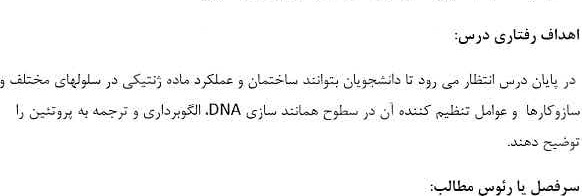 اهداف رفتاری درس:
در پایان درس انتظار می رود تا دانشجویان بتوانند ساختمان و عملکرد ماده ژنتیکی در سلولهای مختلف و
سازوکارها و عوامل تنظیم کننده آن در سطوح همانند سازی DNA، الگوبرداری و ترجمه به پروتئین را
توضیح دهند.
سرفصل یا رئوس مطالب: